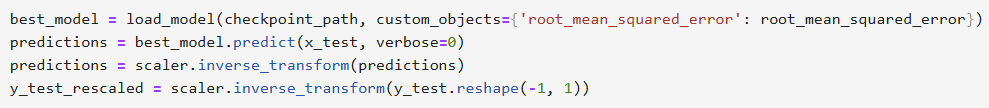 best_model = load_model(checkpoint_path, custom_objects={'root_mean_squared_error': root_mean_squared_error})
predictions = best_model.predict(x_test, verbose=0)
predictions = scaler.inverse_transform(predictions)
y_test_rescaled = scaler.inverse_transform(y_test.reshape(-1, 1))